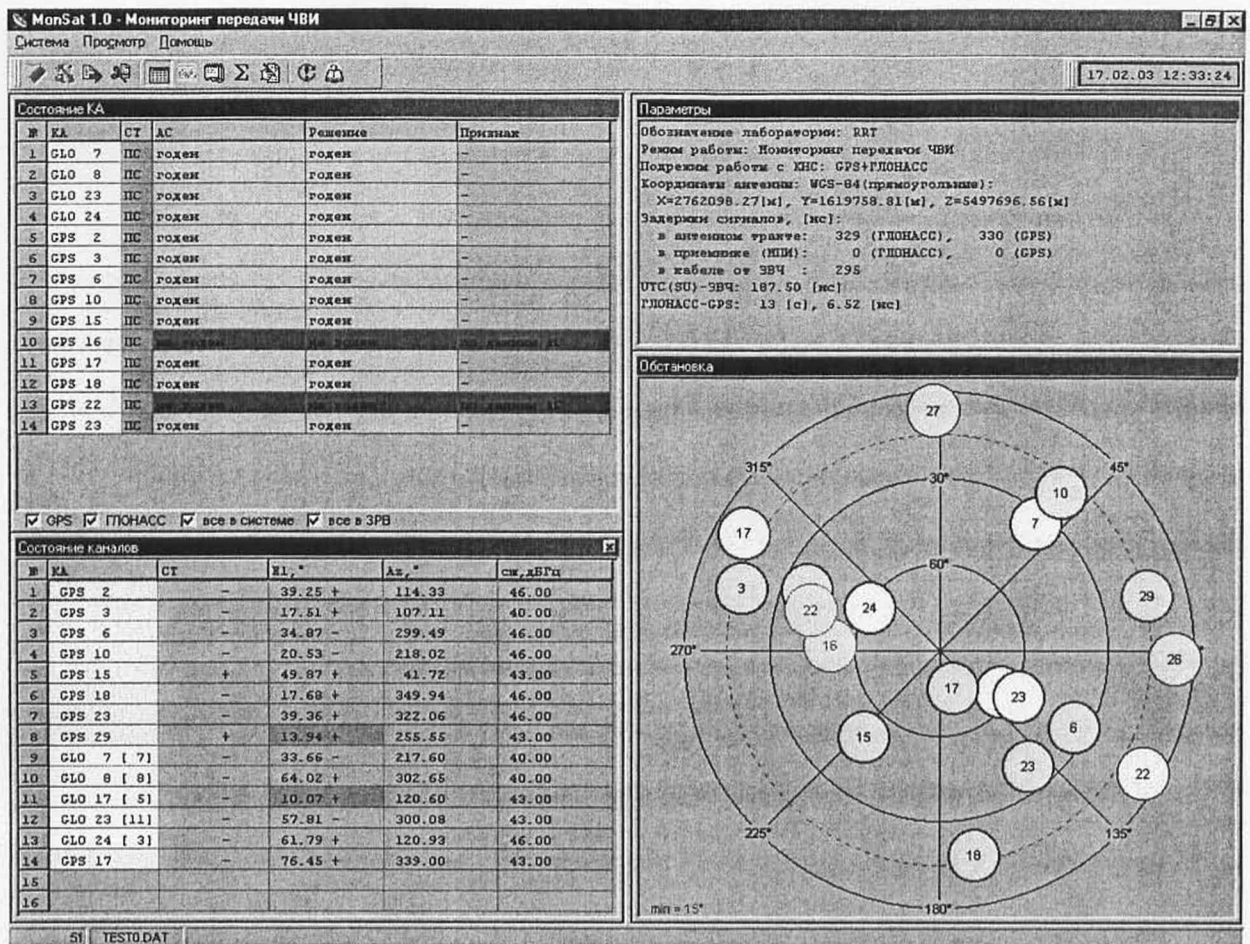 MonSat 1.0 - Мониторинг передачи ЧВИ
Система Просмотр Помощь
17.02.03 12:33:24
Состояние КА
№ КА СТ АС Решение Признак
1 GLO 7 ПС годен годен -
2 GLO 8 ПС годен годен -
3 GLO 23 ПС годен годен -
4 GLO 24 ПС годен годен -
5 GPS 2 ПС годен годен -
6 GPS 3 ПС годен годен -
7 GPS 6 ПС годен годен -
8 GPS 10 ПС годен годен -
9 GPS 15 ПС годен годен -
10 GPS 16 ПС не годен не годен
11 GPS 17 ПС годен годен -
12 GPS 18 ПС годен годен -
13 GPS 22 ПС не годен не годен
14 GPS 23 ПС годен годен -
GPS ГЛОНАСС все в системе все в ЗРВ
Состояние каналов
№ КА СТ El,° Az,° сш,дБГц
1 GPS 2 - 39.25 + 114.33 46.00
2 GPS 3 - 17.51 + 107.11 40.00
3 GPS 6 - 34.87 - 299.49 46.00
4 GPS 10 - 20.53 - 218.02 46.00
5 GPS 15 + 49.87 + 41.72 43.00
6 GPS 18 - 17.68 + 349.94 46.00
7 GPS 23 - 39.36 + 322.06 46.00
8 GPS 29 + 13.94 + 255.55 43.00
9 GLO 7 [ 7] - 33.66 - 217.60 40.00
10 GLO 8 [ 8] - 64.02 + 302.65 40.00
11 GLO 17 [ 5] - 10.07 + 120.60 43.00
12 GLO 23 [11] - 57.81 - 300.08 43.00
13 GLO 24 [ 3] - 61.79 + 120.93 46.00
14 GPS 17 - 76.45 + 339.00 43.00
15
16
51 TEST0.DAT
Параметры
Обозначение лаборатории: RRT
Режим работы: Мониторинг передачи ЧВИ
Подрежим работы с КНС: GPS+ГЛОНАСС
Координаты антенны: WGS-84(прямоугольные):
X=2762098.27[м], Y=1619758.81[м], Z=5497696.56[м]
Задержки сигналов, [нс]:
в антенном тракте: 329 (ГЛОНАСС), 330 (GPS)
в приемнике (МПИ): 0 (ГЛОНАСС), 0 (GPS)
в кабеле от ЭВЧ : 295
UTC(SU)-ЭВЧ: 187.50 [нс]
ГЛОНАСС-GPS: 13 [с], 6.52 [нс]
Обстановка
27
315° 30° 45°
10
7
17
60°
3
29
22 24
16
270° 28
17
23
15 6
23
22
225° 135°
18
min = 15° 180°